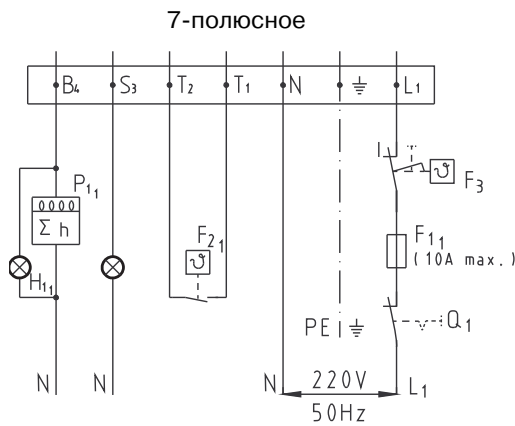 7-полюсное
B4 S3 T2 T1 N L1
P11
Σ h
H11
F21
ϑ
ϑ
F3
F11
(10A max.)
PE
Q1
N N N 220V L1
50Hz